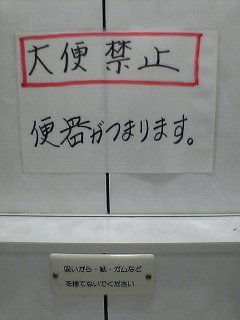 大便禁止
便器がつまります。
吸いがら・紙・ガムなど
を捨てないでください